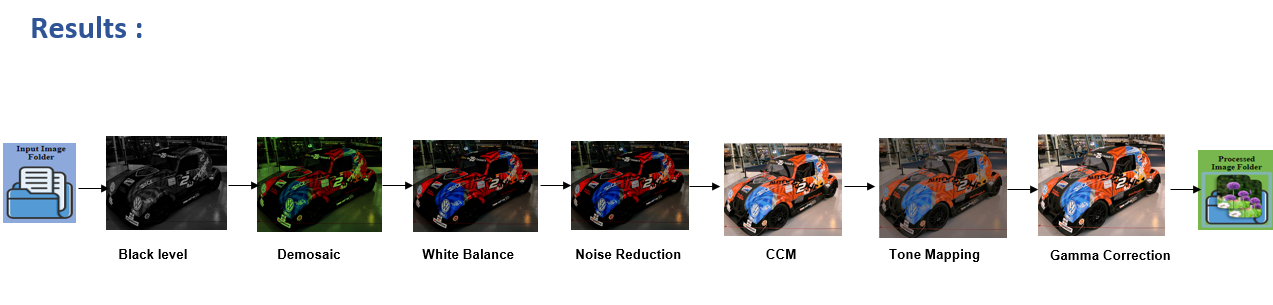 Results :
Input Image
Folder
Black level
Demosaic
White Balance
Noise Reduction
CCM
Tone Mapping
Gamma Correction
Processed
Image Folder